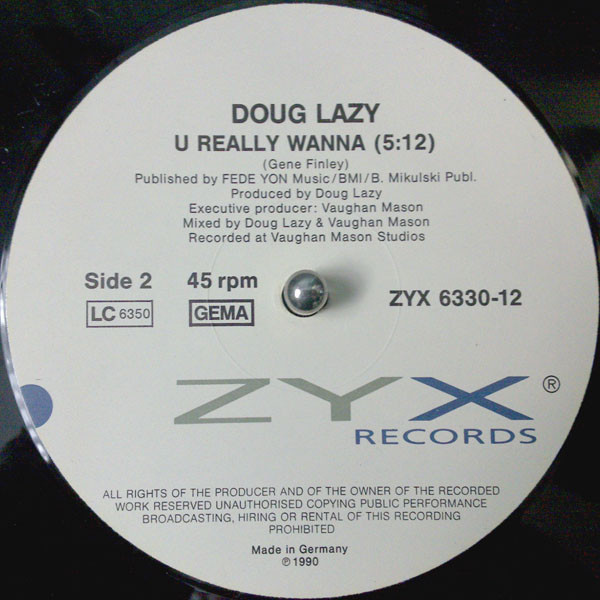 DOUG LAZY
U REALLY WANNA (5:12)
(Gene Finley)
Published by FEDE YON Music/BMI/B. Mikulski Publ.
Produced by Doug Lazy
Executive producer: Vaughan Mason
Mixed by Doug Lazy & Vaughan Mason
Recorded at Vaughan Mason Studios
Side 2 45 rpm
LC 6350 GEMA ZYX 6330-12
ZYX ®
RECORDS
ALL RIGHTS OF THE PRODUCER AND OF THE OWNER OF THE RECORDED
WORK RESERVED UNAUTHORISED COPYING PUBLIC PERFORMANCE
BROADCASTING, HIRING OR RENTAL OF THIS RECORDING
PROHIBITED
Made in Germany
℗ 1990